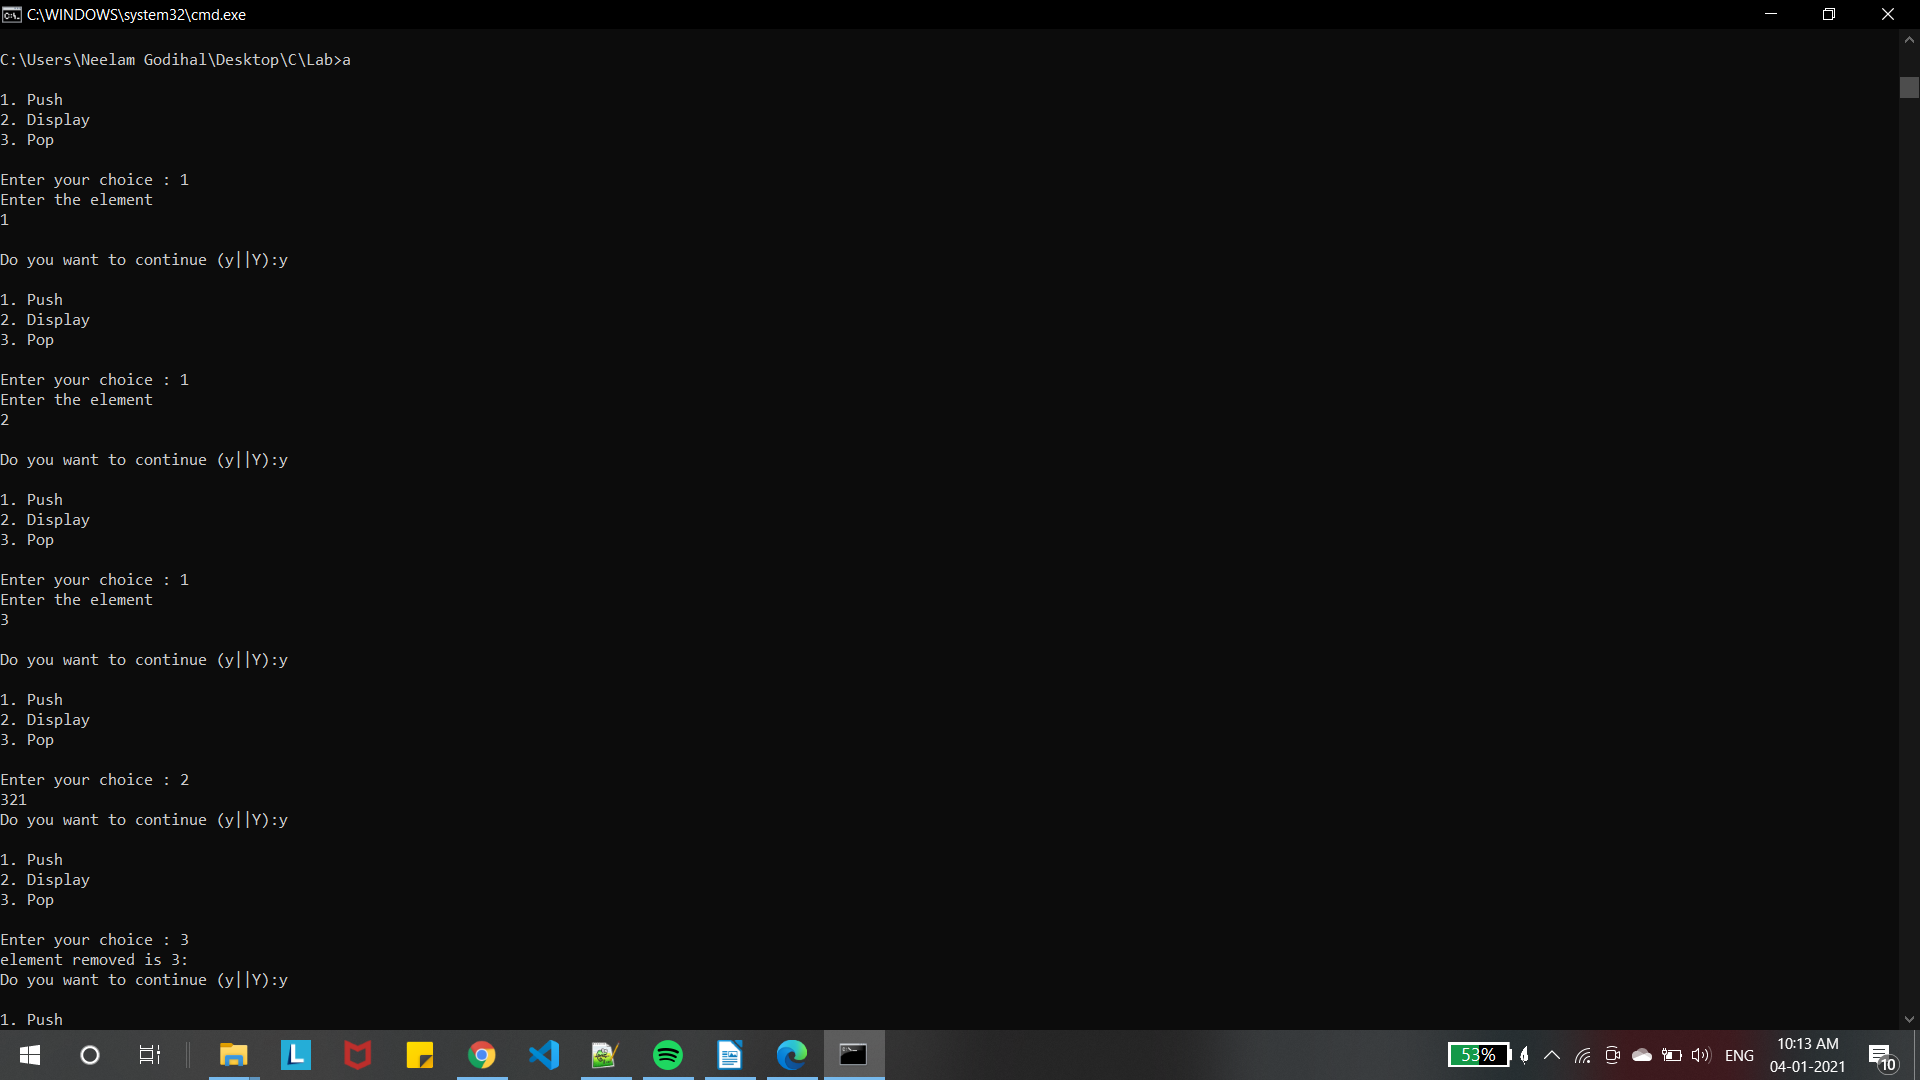 C:\WINDOWS\system32\cmd.exe
C:\Users\Neelam Godihal\Desktop\C\Lab>a
1. Push
2. Display
3. Pop
Enter your choice : 1
Enter the element
1
Do you want to continue (y||Y):y
1. Push
2. Display
3. Pop
Enter your choice : 1
Enter the element
2
Do you want to continue (y||Y):y
1. Push
2. Display
3. Pop
Enter your choice : 1
Enter the element
3
Do you want to continue (y||Y):y
1. Push
2. Display
3. Pop
Enter your choice : 2
321
Do you want to continue (y||Y):y
1. Push
2. Display
3. Pop
Enter your choice : 3
element removed is 3:
Do you want to continue (y||Y):y
1. Push
L
53%
ENG
10:13 AM
04-01-2021
10